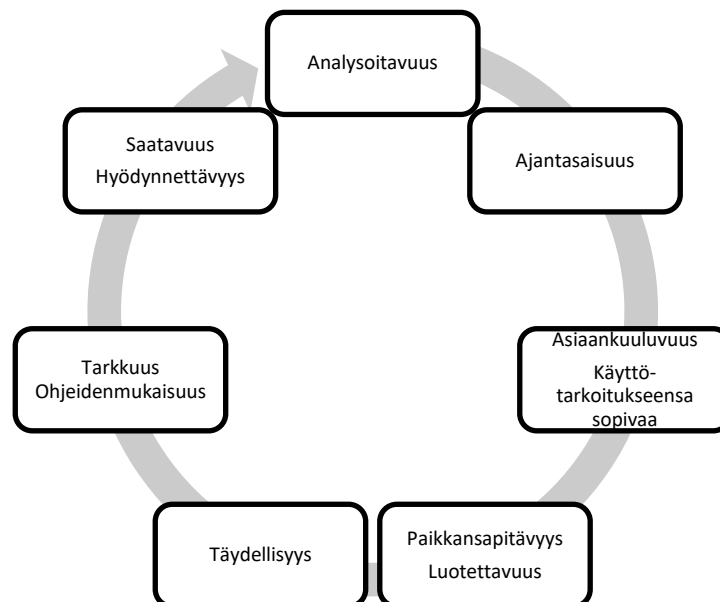 Analysoitavuus
Ajantasaisuus
Asiaankuuluvuus
Käyttö-
tarkoitukseensa
sopivaa
Paikkansapitävyys
Luotettavuus
Täydellisyys
Tarkkuus
Ohjeidenmukaisuus
Saatavuus
Hyödynnettävyys